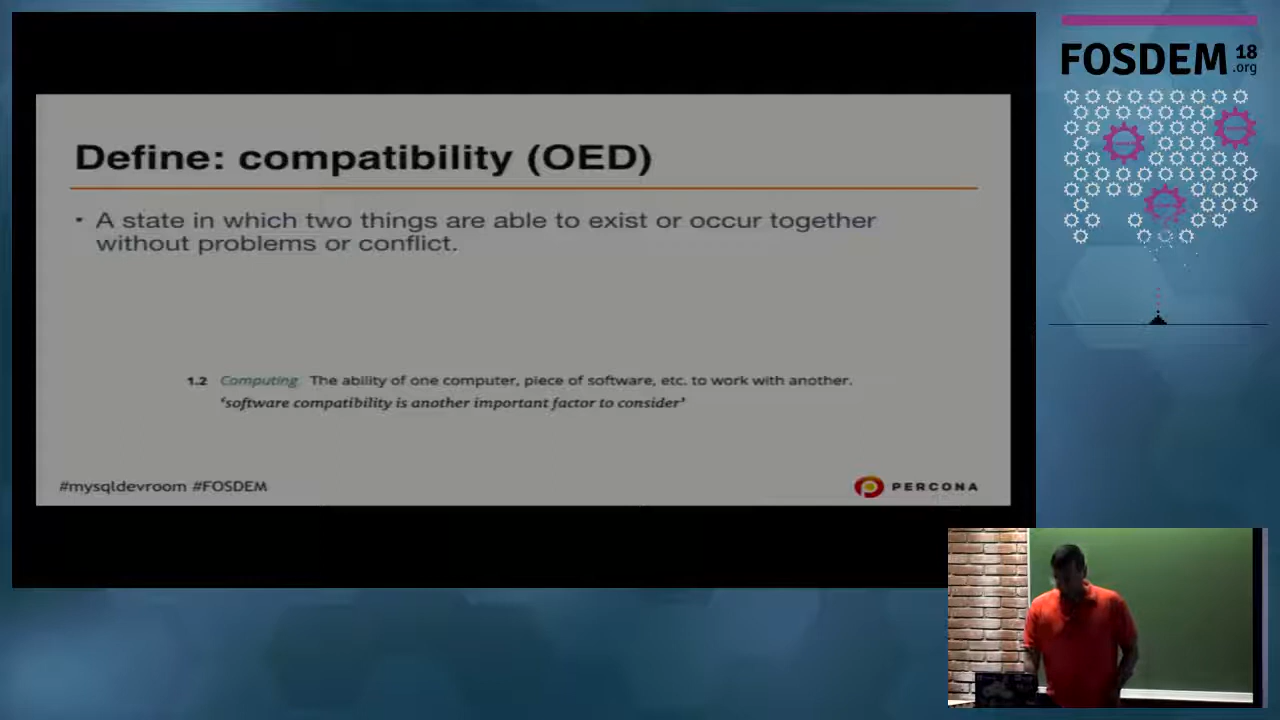 Define: compatibility (OED)
• A state in which two things are able to exist or occur together
without problems or conflict.
1.2 Computing The ability of one computer, piece of software, etc. to work with another.
‘software compatibility is another important factor to consider’
#mysqldevroom #FOSDEM
PERCONA
FOSDEM 18
.org